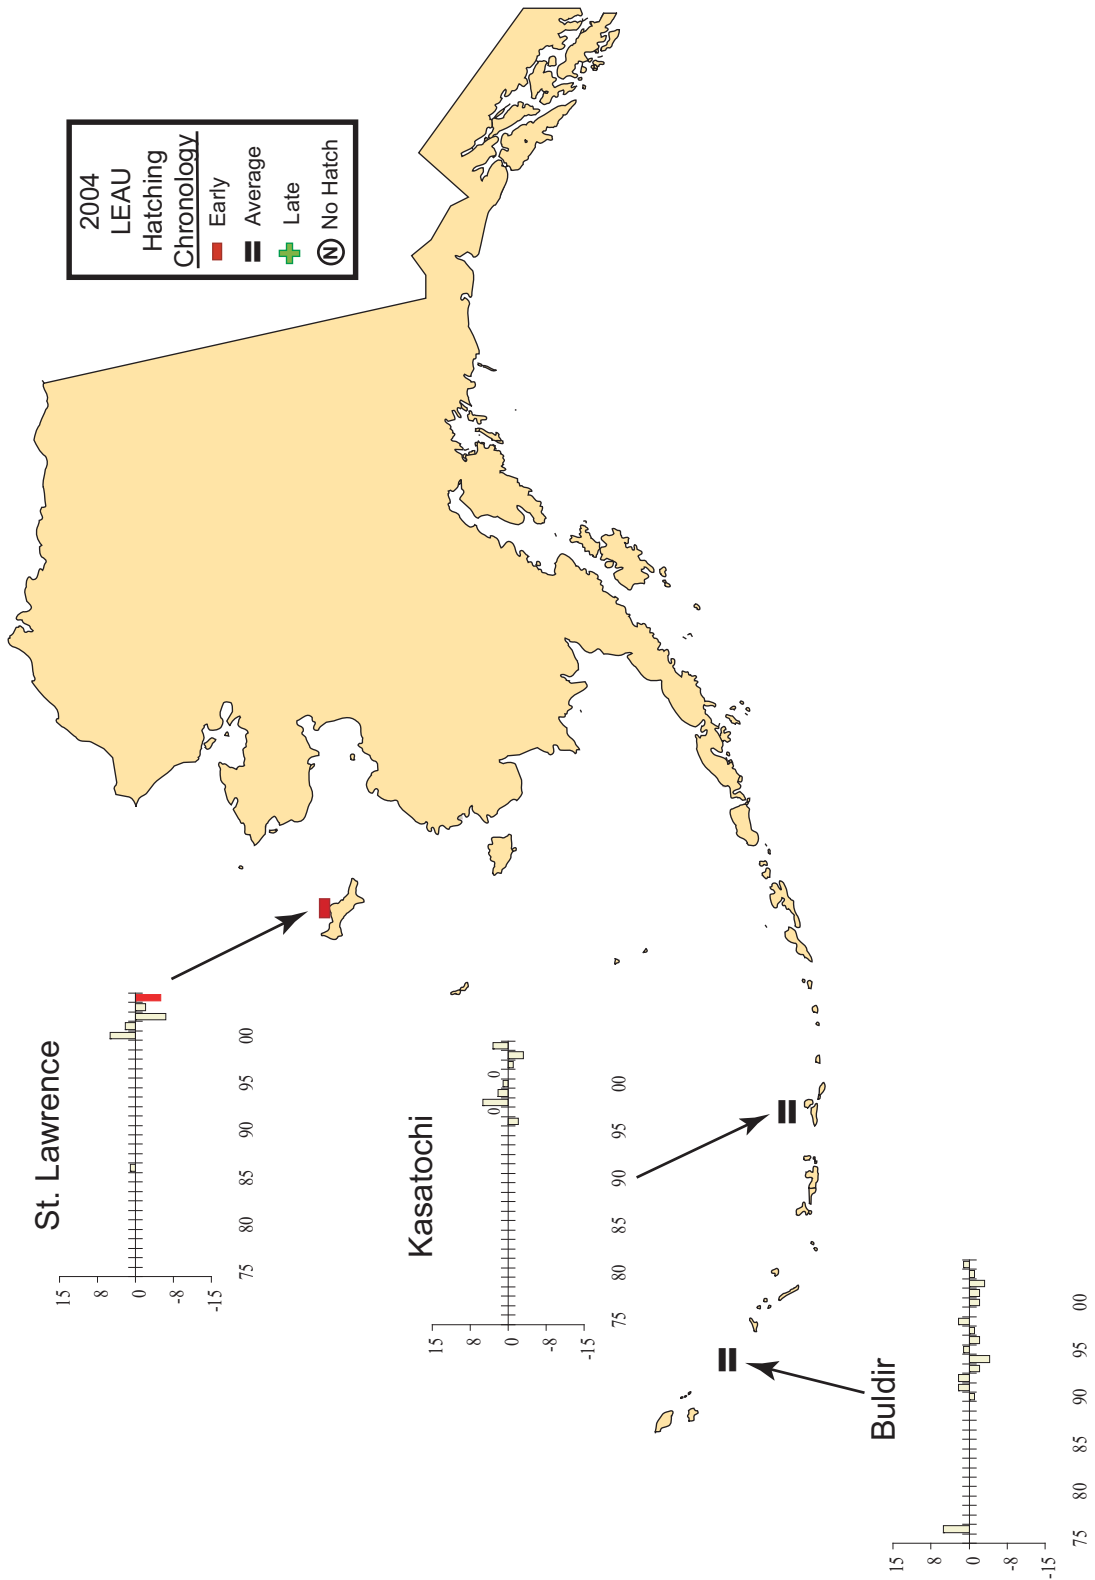 2004
LEAU
Hatching
Chronology
Early
Average
Late
N No Hatch
St. Lawrence
15
8
0
-8
-15
75 80 85 90 95 00
Kasatochi
15
8
0
-8
-15
0 0
75 80 85 90 95 00
Buldir
15
8
0
-8
-15
75 80 85 90 95 00